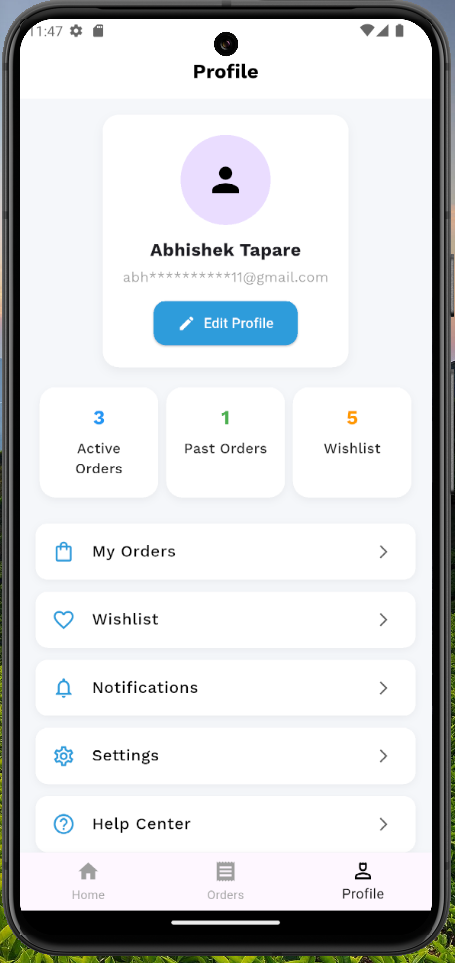 11:47
Profile
Abhishek Tapare
abh**********11@gmail.com
Edit Profile
3
Active
Orders
1
Past Orders
5
Wishlist
My Orders
Wishlist
Notifications
Settings
Help Center
Home
Orders
Profile